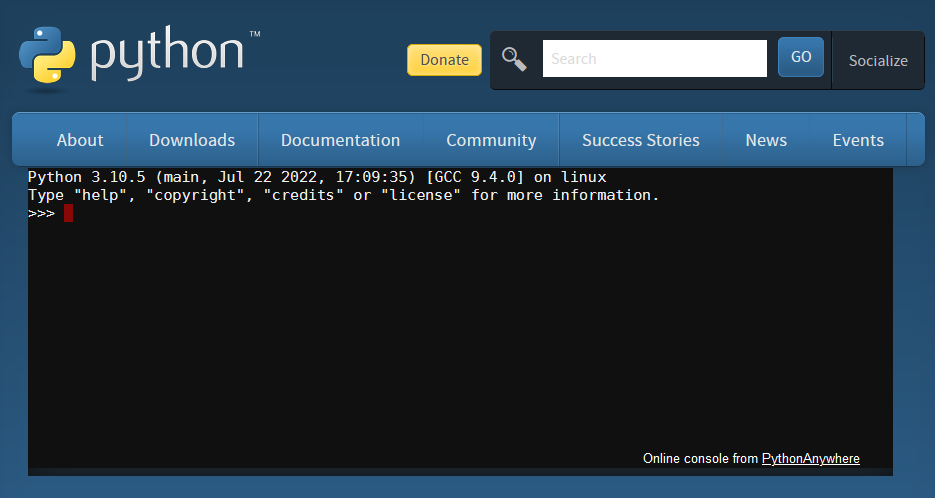 python™
Donate
Search
GO
Socialize
About Downloads Documentation Community Success Stories News Events
Python 3.10.5 (main, Jul 22 2022, 17:09:35) [GCC 9.4.0] on linux
Type "help", "copyright", "credits" or "license" for more information.
>>>
Online console from PythonAnywhere